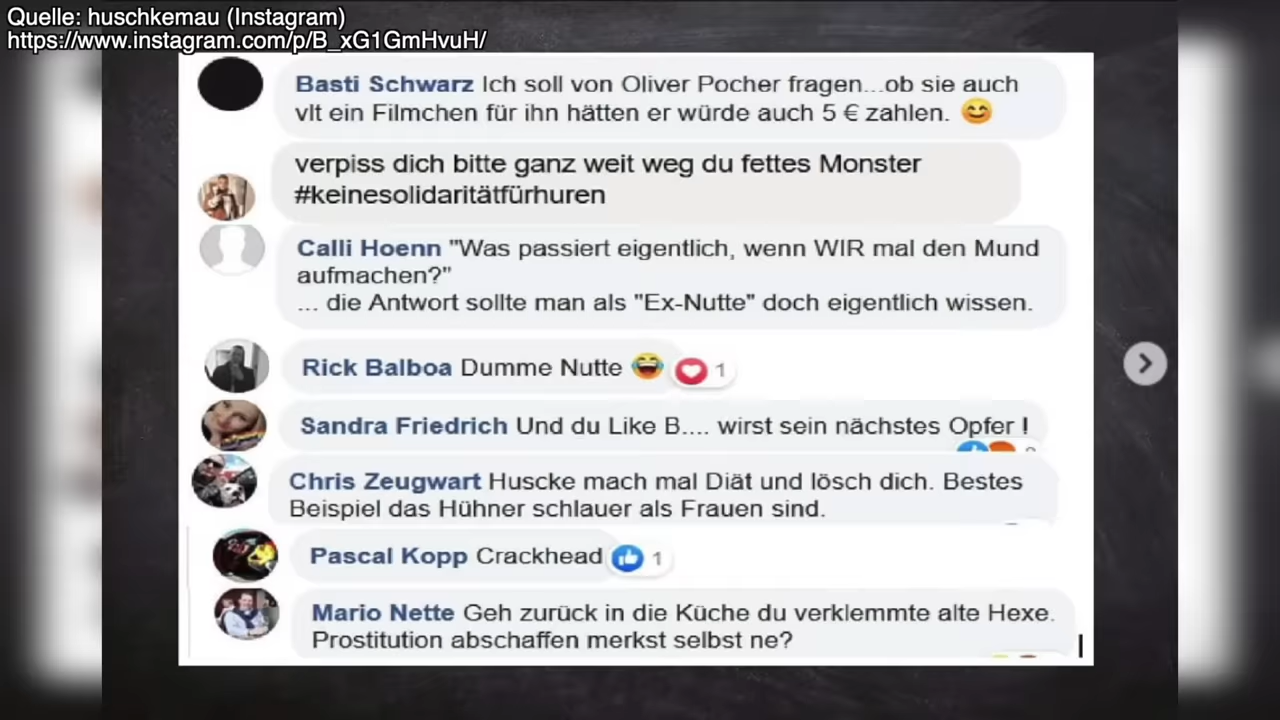 Quelle: huschkemau (Instagram)
https://www.instagram.com/p/B_xG1GmHvuH/
Basti Schwarz Ich soll von Oliver Pocher fragen...ob sie auch
vlt ein Filmchen für ihn hätten er würde auch 5 € zahlen. 😊
verpiss dich bitte ganz weit weg du fettes Monster
#keinesolidaritätfürhuren
Calli Hoenn "Was passiert eigentlich, wenn WIR mal den Mund
aufmachen?"
... die Antwort sollte man als "Ex-Nutte" doch eigentlich wissen.
Rick Balboa Dumme Nutte 😂 1
Sandra Friedrich Und du Like B.... wirst sein nächstes Opfer !
Chris Zeugwart Huscke mach mal Diät und lösch dich. Bestes
Beispiel das Hühner schlauer als Frauen sind.
Pascal Kopp Crackhead 1
Mario Nette Geh zurück in die Küche du verklemmte alte Hexe.
Prostitution abschaffen merkst selbst ne?